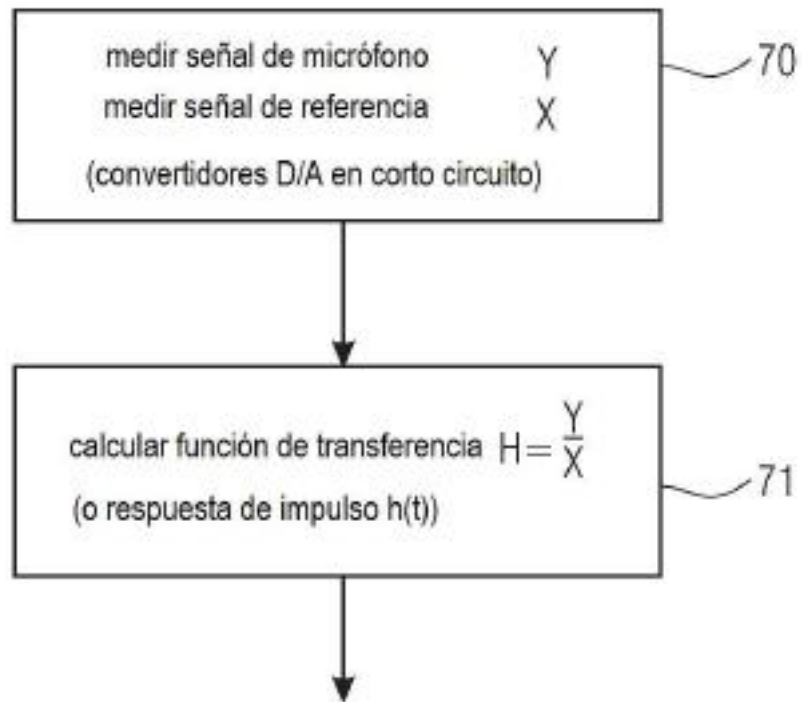 medir señal de micrófono Y
medir señal de referencia X
(convertidores D/A en corto circuito)
70
calcular función de transferencia H = Y/X
(o respuesta de impulso h(t))
71